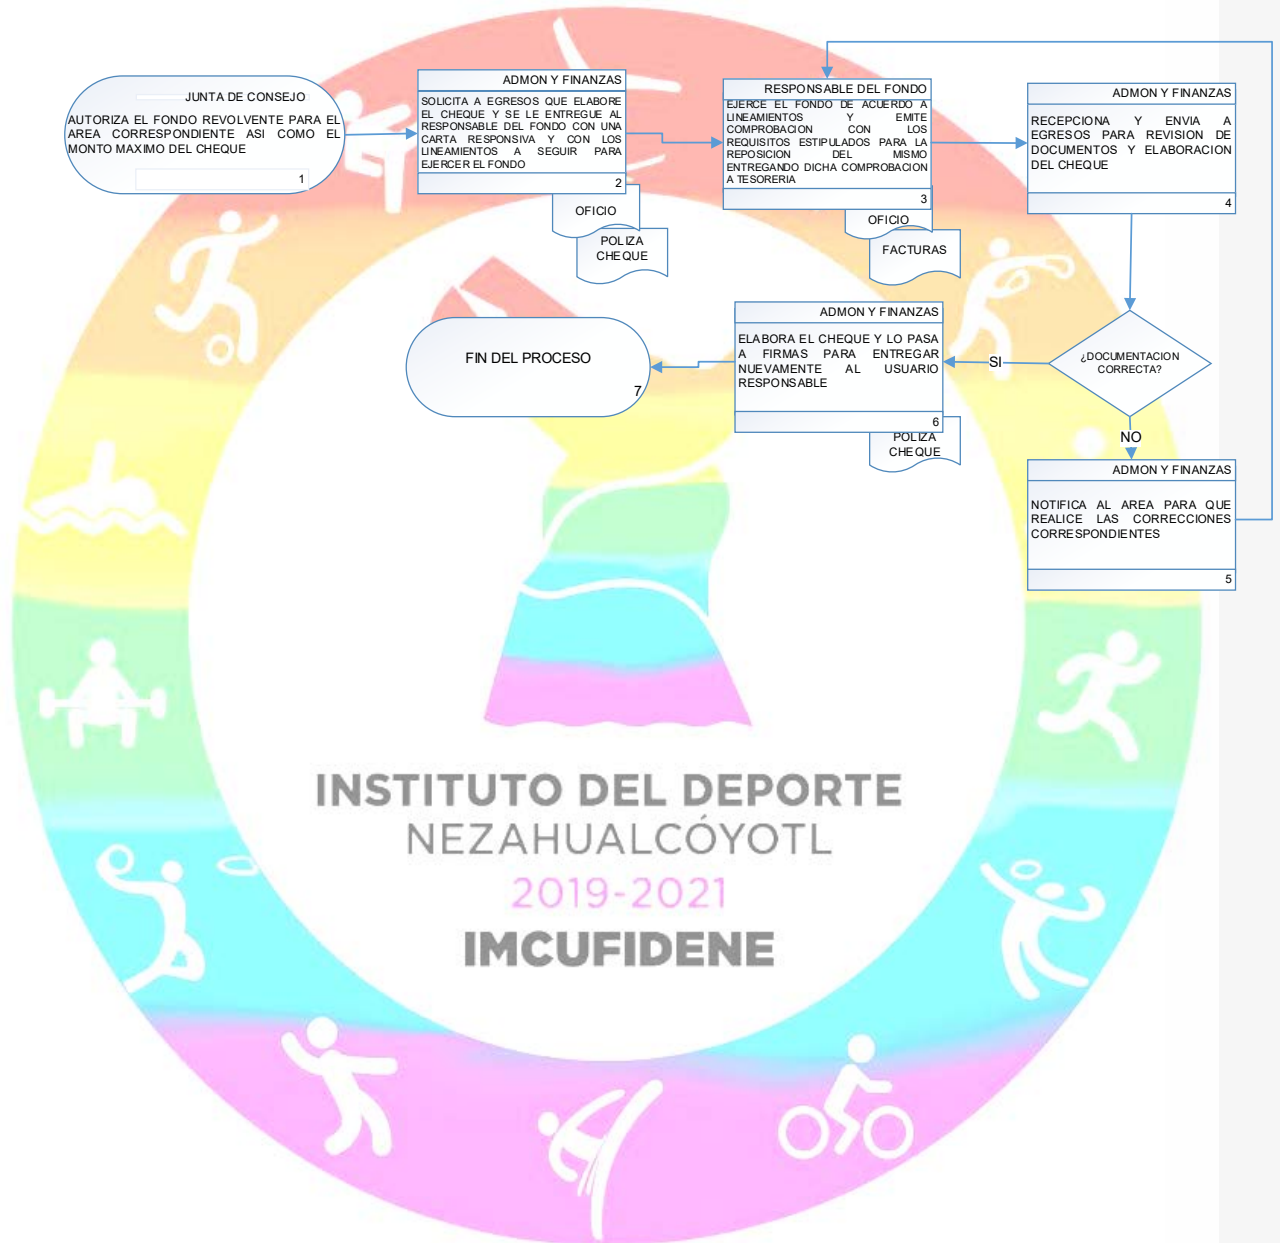 JUNTA DE CONSEJO
AUTORIZA EL FONDO REVOLVENTE PARA EL
AREA CORRESPONDIENTE ASI COMO EL
MONTO MAXIMO DEL CHEQUE
1
ADMON Y FINANZAS
SOLICITA A EGRESOS QUE ELABORE
EL CHEQUE Y SE LE ENTREGUE AL
RESPONSABLE DEL FONDO CON UNA
CARTA RESPONSIVA Y CON LOS
LINEAMIENTOS A SEGUIR PARA
EJERCER EL FONDO
2
OFICIO
POLIZA
CHEQUE
RESPONSABLE DEL FONDO
EJERCE EL FONDO DE ACUERDO A
LINEAMIENTOS Y EMITE
COMPROBACION CON LOS
REQUISITOS ESTIPULADOS PARA LA
REPOSICION DEL MISMO
ENTREGANDO DICHA COMPROBACION
A TESORERIA
3
OFICIO
FACTURAS
ADMON Y FINANZAS
RECEPCIONA Y ENVIA A
EGRESOS PARA REVISION DE
DOCUMENTOS Y ELABORACION
DEL CHEQUE
4
¿DOCUMENTACION
CORRECTA?
SI
NO
ADMON Y FINANZAS
NOTIFICA AL AREA PARA QUE
REALICE LAS CORRECCIONES
CORRESPONDIENTES
5
ADMON Y FINANZAS
ELABORA EL CHEQUE Y LO PASA
A FIRMAS PARA ENTREGAR
NUEVAMENTE AL USUARIO
RESPONSABLE
6
POLIZA
CHEQUE
FIN DEL PROCESO
7
INSTITUTO DEL DEPORTE
NEZAHUALCÓYOTL
2019-2021
IMCUFIDENE